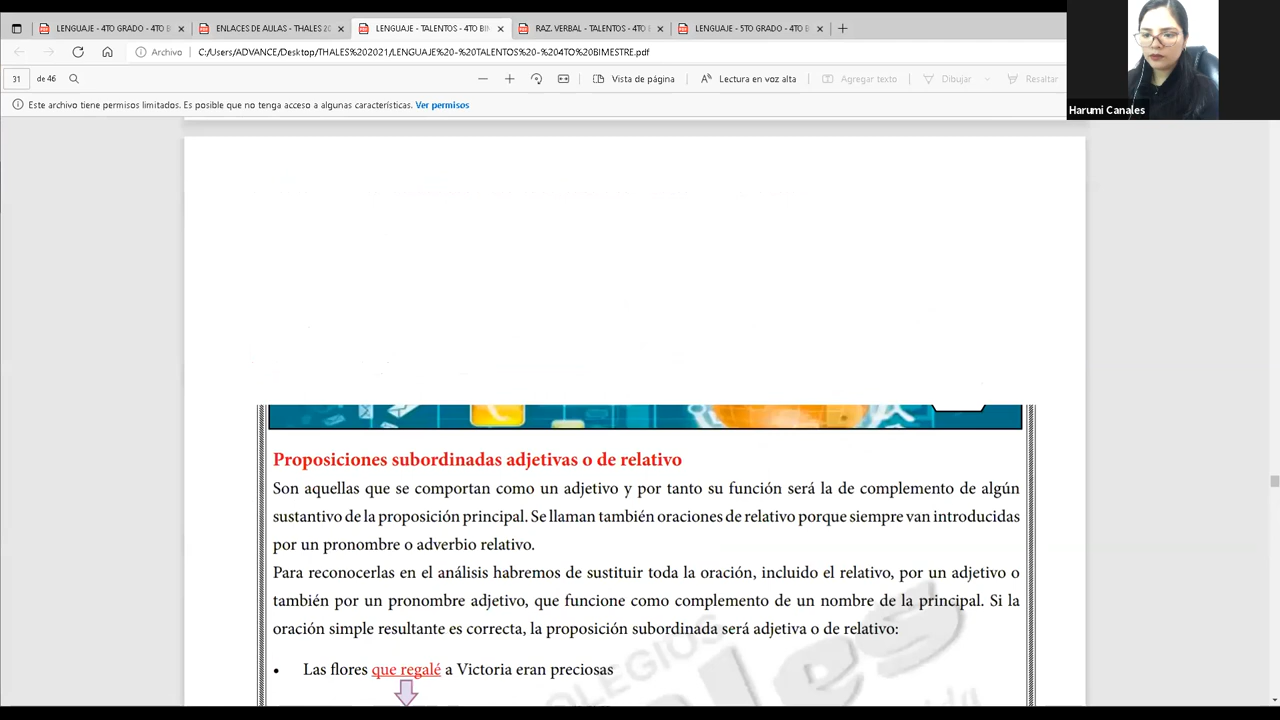 LENGUAJE - 4TO GRADO - 4TO B
ENLACES DE AULAS - THALES 20
LENGUAJE - TALENTOS - 4TO BIM
RAZ. VERBAL - TALENTOS - 4TO
LENGUAJE - 5TO GRADO - 4TO B
Archivo C:/Users/ADVANCE/Desktop/THALES%202021/LENGUAJE%20-%20TALENTOS%20-%204TO%20BIMESTRE.pdf
31 de 46 Vista de página Lectura en voz alta Agregar texto Dibujar Resaltar
Este archivo tiene permisos limitados. Es posible que no tenga acceso a algunas características. Ver permisos
Harumi Canales
Proposiciones subordinadas adjetivas o de relativo
Son aquellas que se comportan como un adjetivo y por tanto su función será la de complemento de algún
sustantivo de la proposición principal. Se llaman también oraciones de relativo porque siempre van introducidas
por un pronombre o adverbio relativo.
Para reconocerlas en el análisis habremos de sustituir toda la oración, incluido el relativo, por un adjetivo o
también por un pronombre adjetivo, que funcione como complemento de un nombre de la principal. Si la
oración simple resultante es correcta, la proposición subordinada será adjetiva o de relativo:
• Las flores que regalé a Victoria eran preciosas